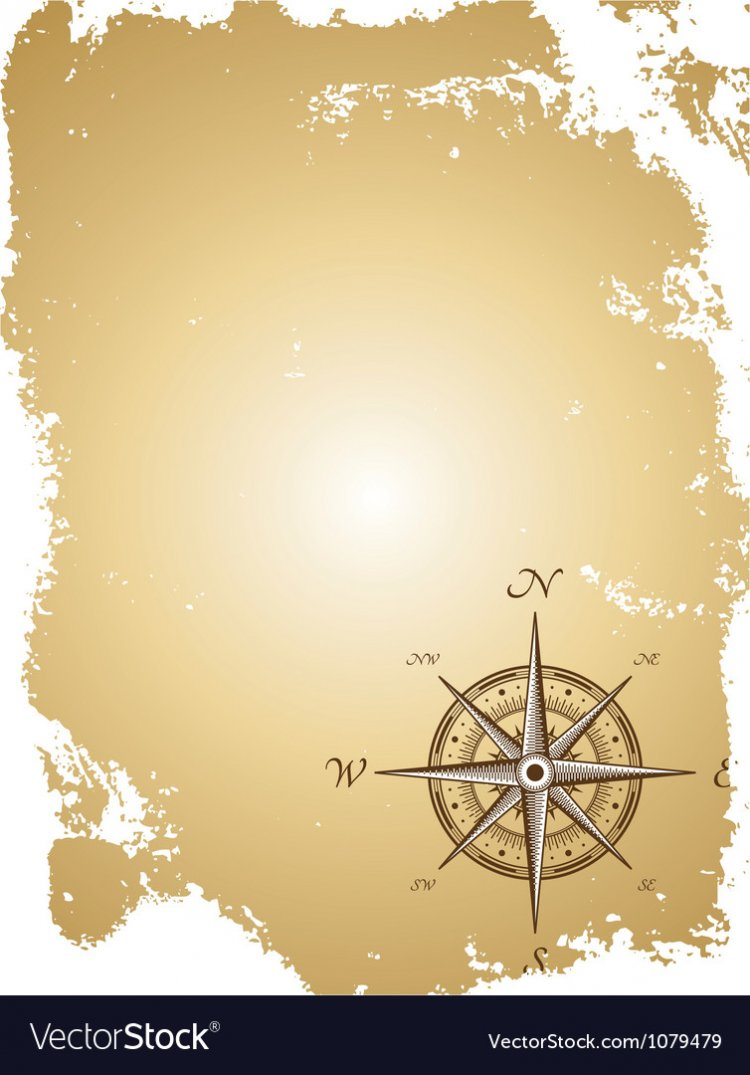 N
NW NE
W E
SW SE
S
VectorStock®
VectorStock.com/1079479